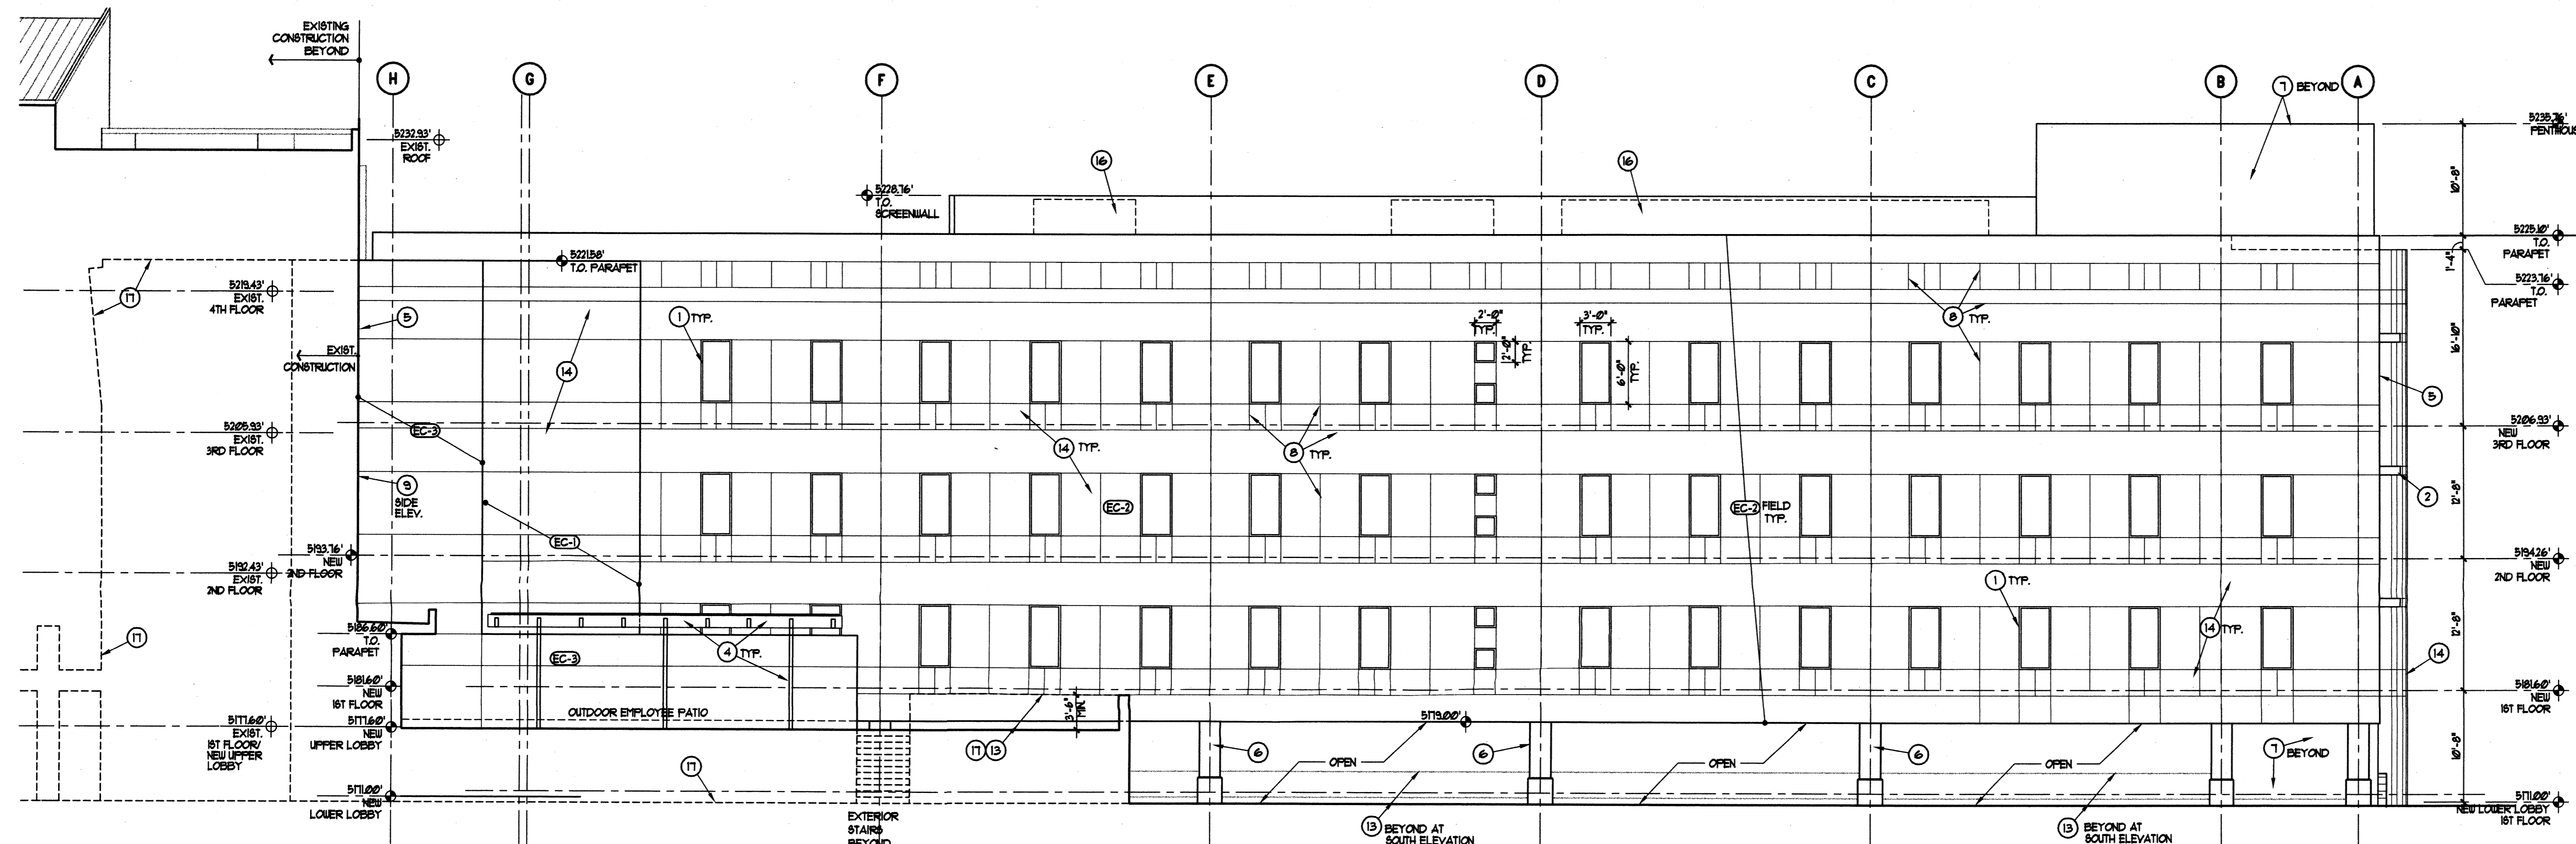 EXISTING
CONSTRUCTION
BEYOND
H
G
F
E
D
C
B
A
7 BEYOND
5232.93'
EXIST.
ROOF
5235.76'
16
16
10'-8"
5228.76'
T.O.
SCREENWALL
5225.10'
T.O.
PARAPET
1'-4"
5221.58'
T.O. PARAPET
5223.76'
T.O.
PARAPET
17
5219.43'
EXIST.
4TH FLOOR
5
1 TYP.
2'-0"
TYP.
3'-0"
TYP.
8 TYP.
2'-0"
TYP.
6'-0"
TYP.
16'-10"
EXIST.
CONSTRUCTION
14
5
EC-3
5205.93'
EXIST.
3RD FLOOR
14 TYP.
8 TYP.
5206.93'
NEW
3RD FLOOR
9
SIDE
ELEV.
EC-2
EC-2 FIELD
TYP.
12'-8"
2
EC-1
5193.76'
NEW
2ND FLOOR
5192.43'
EXIST.
2ND FLOOR
5194.26'
NEW
2ND FLOOR
1 TYP.
17
5186.60'
T.O.
PARAPET
EC-3
4 TYP.
14 TYP.
12'-8"
14
5181.60'
NEW
1ST FLOOR
5181.60'
NEW
1ST FLOOR
OUTDOOR EMPLOYEE PATIO
3'-6"
MIN.
5179.00'
5177.60'
EXIST.
1ST FLOOR/
NEW UPPER
LOBBY
5177.60'
NEW
UPPER LOBBY
17 13
6
6
6
7 BEYOND
10'-8"
17
OPEN
OPEN
OPEN
5171.00'
NEW
LOWER LOBBY
5171.00'
NEW LOWER LOBBY
1ST FLOOR
EXTERIOR
STAIRS
BEYOND
13 BEYOND AT
SOUTH ELEVATION
13 BEYOND AT
SOUTH ELEVATION